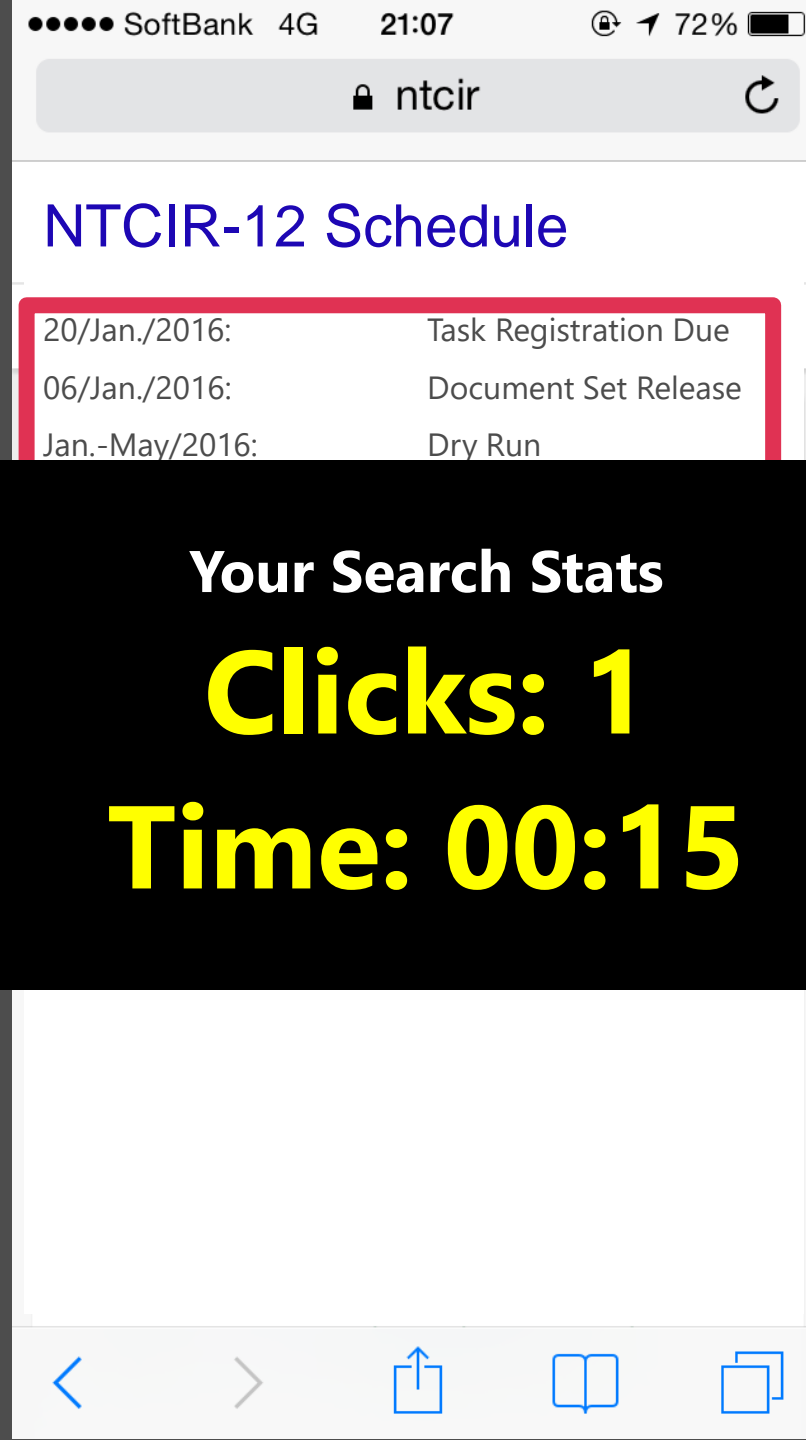 SoftBank 4G 21:07 72%
ntcir
NTCIR-12 Schedule
20/Jan./2016: Task Registration Due
06/Jan./2016: Document Set Release
Jan.-May/2016: Dry Run
Your Search Stats
Clicks: 1
Time: 00:15